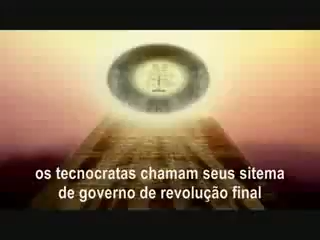 os tecnocratas chamam seus sitema
de governo de revolução final